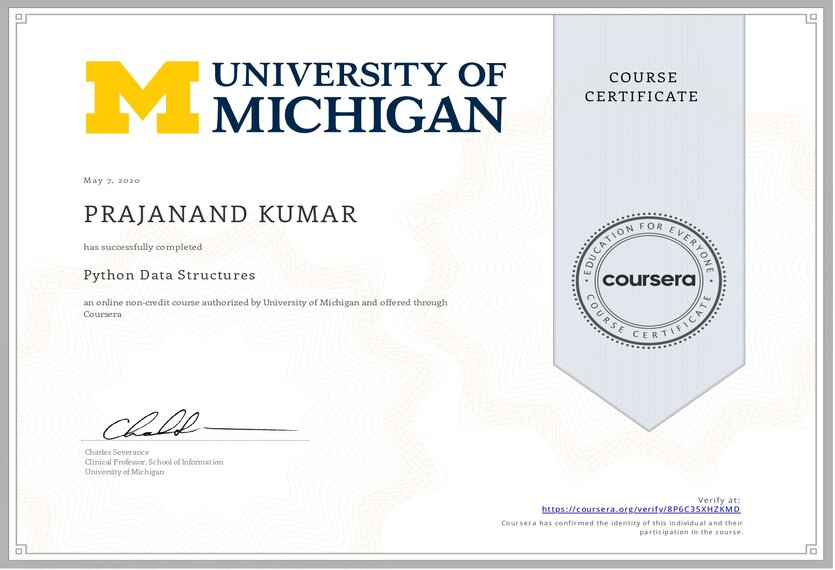 UNIVERSITY OF
MICHIGAN
COURSE
CERTIFICATE
May 7, 2020
PRAJANAND KUMAR
has successfully completed
Python Data Structures
an online non-credit course authorized by University of Michigan and offered through
Coursera
EDUCATION FOR EVERYONE
coursera
COURSE CERTIFICATE
Charles Severance
Clinical Professor, School of Information
University of Michigan
Verify at:
https://coursera.org/verify/8P6C35XHZKMD
Coursera has confirmed the identity of this individual and their
participation in the course.